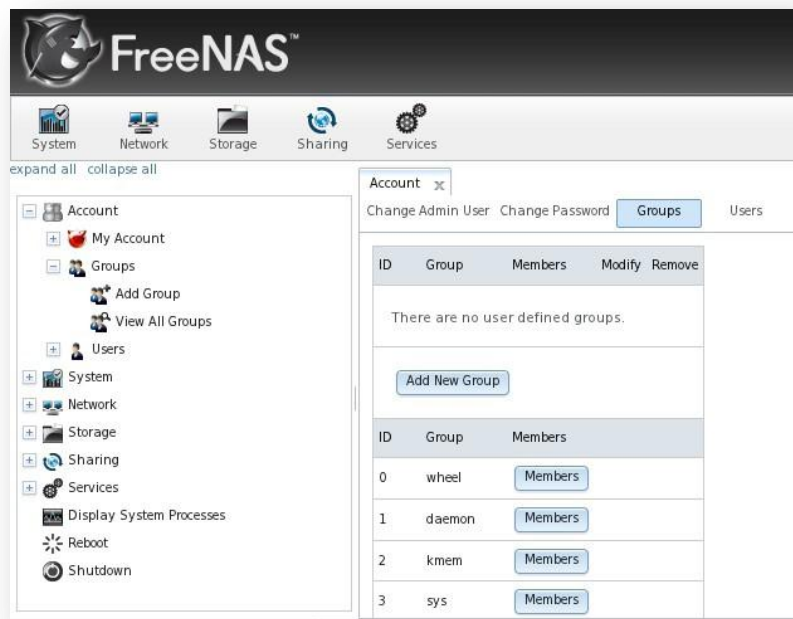 FreeNAS™
System Network Storage Sharing Services
expand all collapse all
Account
My Account
Groups
Add Group
View All Groups
Users
System
Network
Storage
Sharing
Services
Display System Processes
Reboot
Shutdown
Account x
Change Admin User Change Password Groups Users
ID Group Members Modify Remove
There are no user defined groups.
Add New Group
ID Group Members
0 wheel Members
1 daemon Members
2 kmem Members
3 sys Members